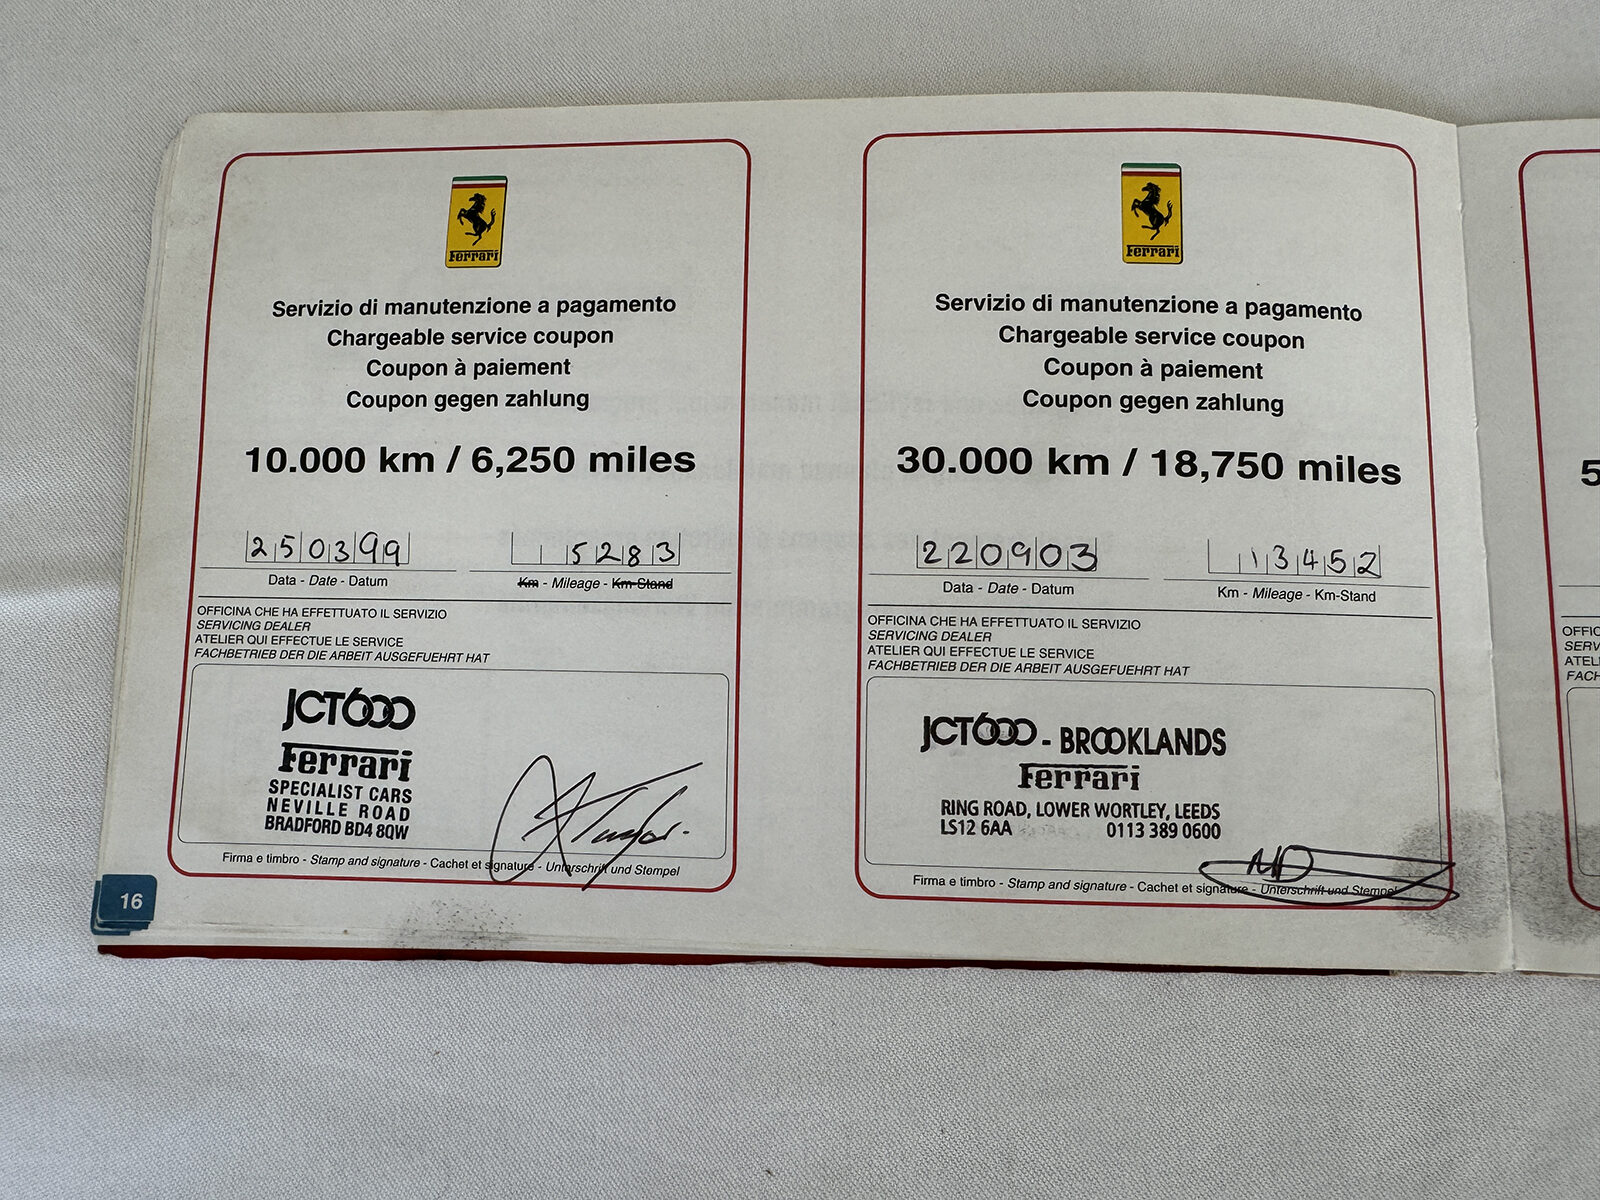 Ferrari
Servizio di manutenzione a pagamento
Chargeable service coupon
Coupon à paiement
Coupon gegen zahlung
10.000 km / 6,250 miles
250399
5283
Data - Date - Datum
Km - Mileage - Km-Stand
OFFICINA CHE HA EFFETTUATO IL SERVIZIO
SERVICING DEALER
ATELIER QUI EFFECTUE LE SERVICE
FACHBETRIEB DER DIE ARBEIT AUSGEFUEHRT HAT
JCT600
Ferrari
SPECIALIST CARS
NEVILLE ROAD
BRADFORD BD4 8QW
Firma e timbro - Stamp and signature - Cachet et signature - Unterschrift und Stempel
16
Ferrari
Servizio di manutenzione a pagamento
Chargeable service coupon
Coupon à paiement
Coupon gegen zahlung
30.000 km / 18,750 miles
220903
13452
Data - Date - Datum
Km - Mileage - Km-Stand
OFFICINA CHE HA EFFETTUATO IL SERVIZIO
SERVICING DEALER
ATELIER QUI EFFECTUE LE SERVICE
FACHBETRIEB DER DIE ARBEIT AUSGEFUEHRT HAT
JCT600 - BROOKLANDS
Ferrari
RING ROAD, LOWER WORTLEY, LEEDS
LS12 6AA 0113 389 0600
Firma e timbro - Stamp and signature - Cachet et signature - Unterschrift und Stempel
5
OFFIC
SERV
ATEL
FACH